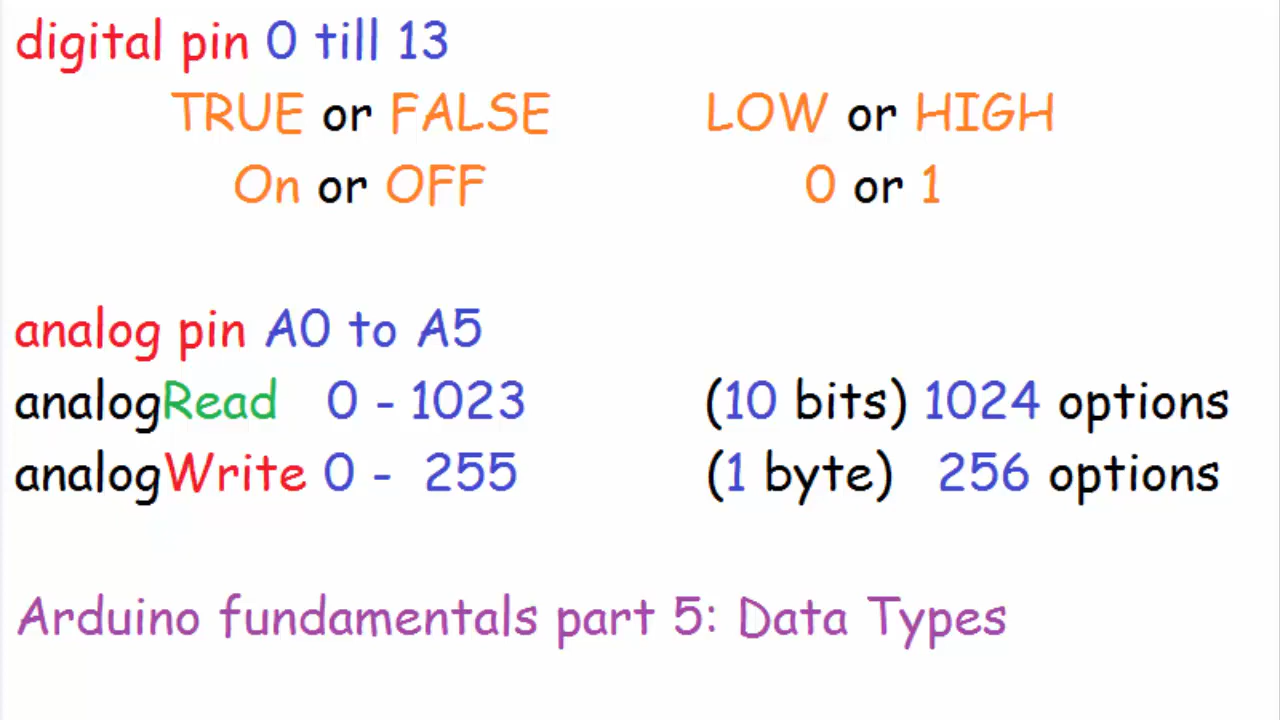 digital pin 0 till 13
TRUE or FALSE LOW or HIGH
On or OFF 0 or 1
analog pin A0 to A5
analogRead 0 - 1023 (10 bits) 1024 options
analogWrite 0 - 255 (1 byte) 256 options
Arduino fundamentals part 5: Data Types